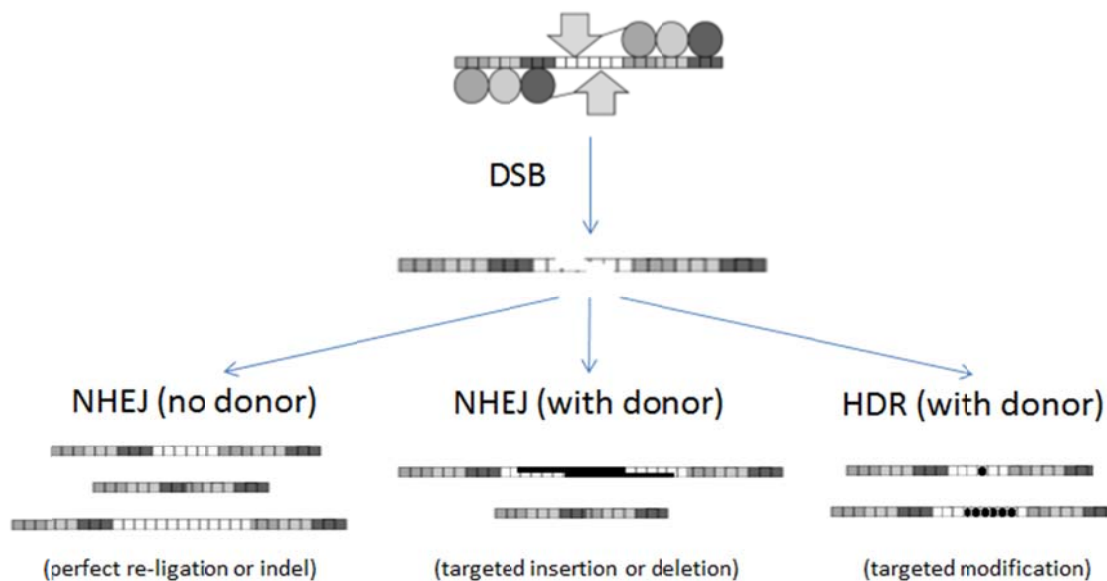 DSB
NHEJ (no donor)
NHEJ (with donor)
HDR (with donor)
(perfect re-ligation or indel)
(targeted insertion or deletion)
(targeted modification)